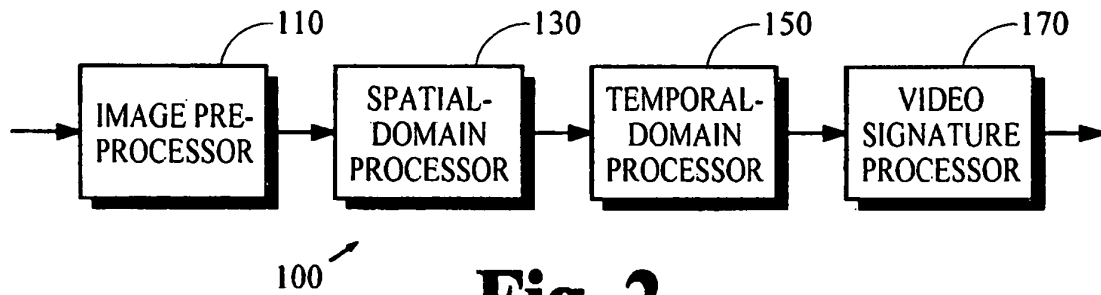 110
130
150
170
IMAGE PRE-
PROCESSOR
SPATIAL-
DOMAIN
PROCESSOR
TEMPORAL-
DOMAIN
PROCESSOR
VIDEO
SIGNATURE
PROCESSOR
100
Fig. 2